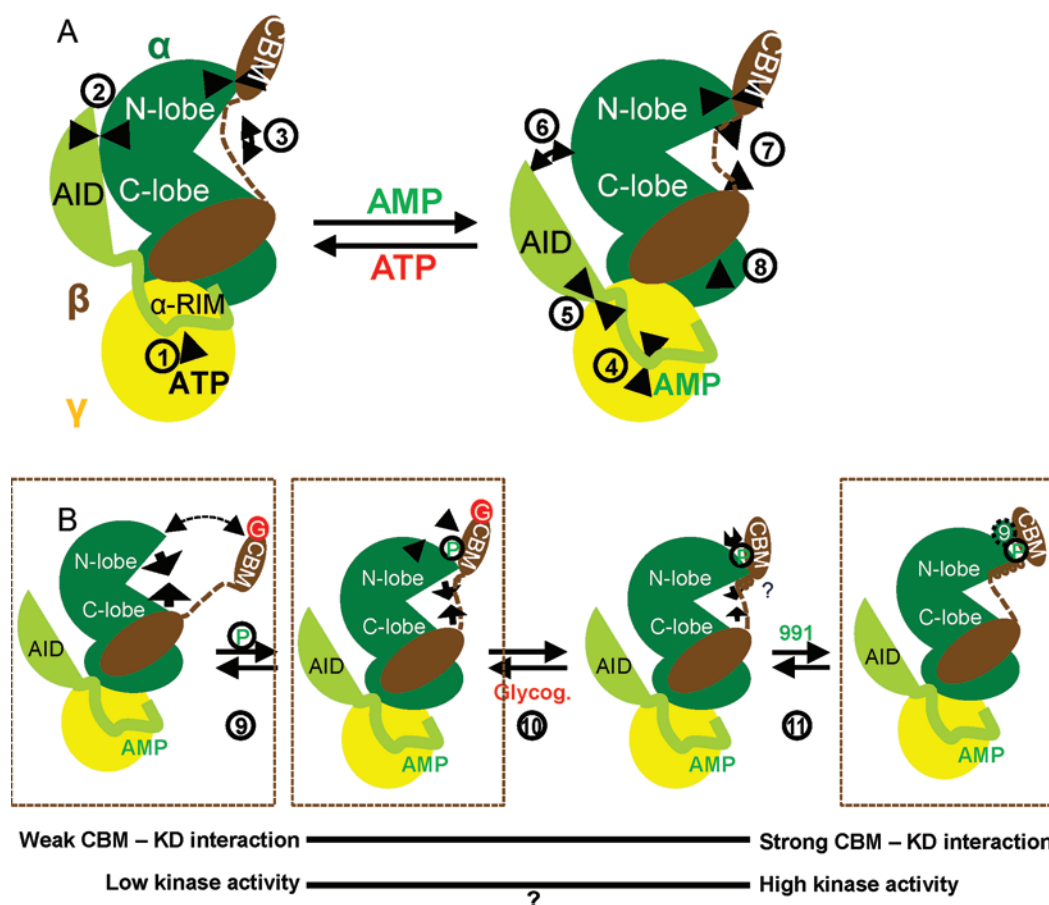 A
α
CBM
N-lobe
2
3
C-lobe
AID
β
α-RIM
1
ATP
γ
AMP
ATP
CBM
N-lobe
6
7
C-lobe
AID
8
5
4
AMP
B
G
CBM
N-lobe
C-lobe
AID
AMP
P
9
G
P
CBM
N-lobe
C-lobe
AID
AMP
Glycog.
10
CBM
P
N-lobe
?
C-lobe
AID
AMP
991
11
9
CBM
P
N-lobe
C-lobe
AID
AMP
Weak CBM – KD interaction
Strong CBM – KD interaction
Low kinase activity
High kinase activity
?